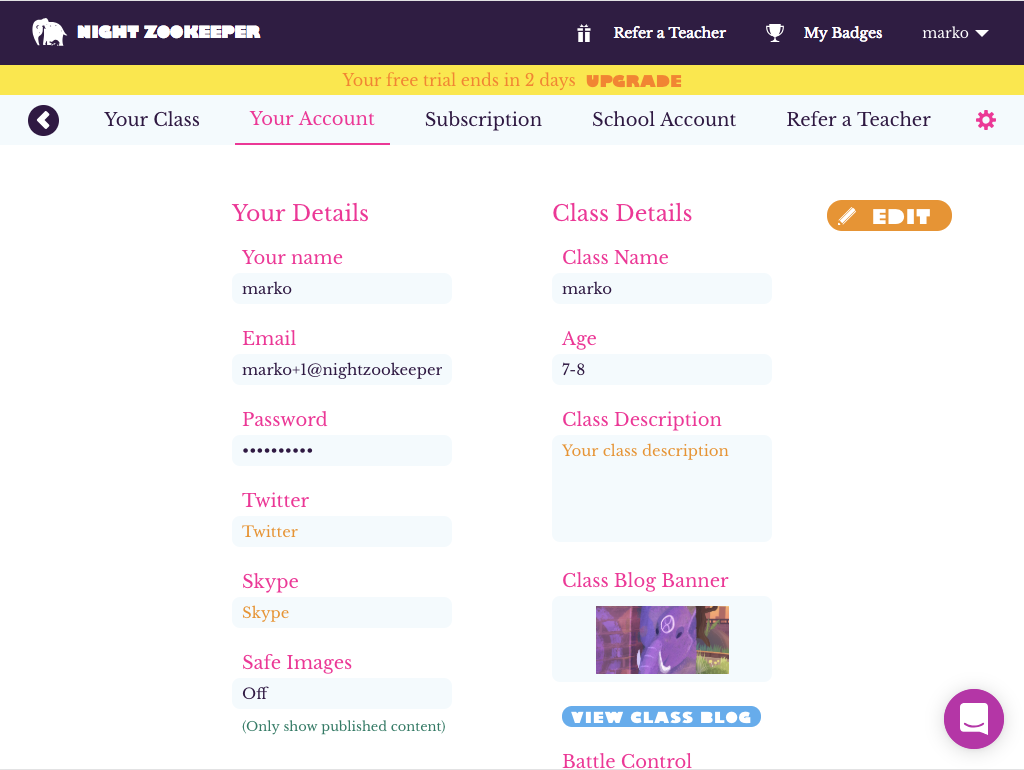 NIGHT ZOOKEEPER
Refer a Teacher
My Badges
marko
Your free trial ends in 2 days UPGRADE
Your Class
Your Account
Subscription
School Account
Refer a Teacher
Your Details
Your name
marko
Email
marko+1@nightzookeeper
Password
••••••••••
Twitter
Twitter
Skype
Skype
Safe Images
Off
(Only show published content)
Class Details
Class Name
marko
Age
7-8
Class Description
Your class description
Class Blog Banner
VIEW CLASS BLOG
Battle Control
EDIT